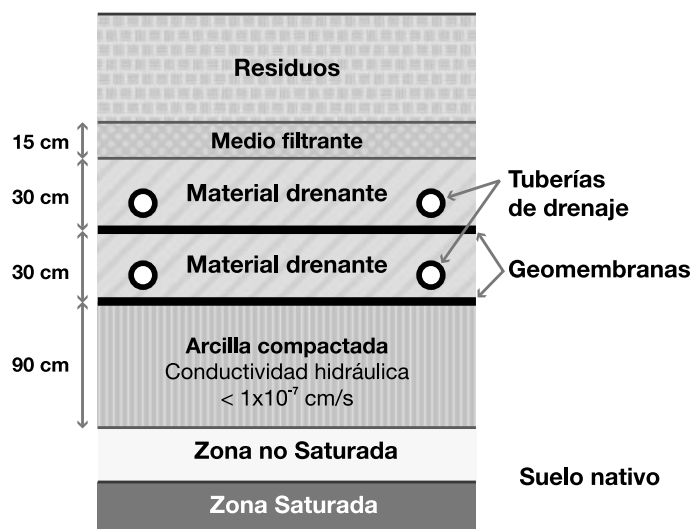 Residuos
15 cm
Medio filtrante
30 cm
Material drenante
Tuberías
de drenaje
30 cm
Material drenante
Geomembranas
90 cm
Arcilla compactada
Conductividad hidráulica
< 1x10⁻⁷ cm/s
Zona no Saturada
Suelo nativo
Zona Saturada